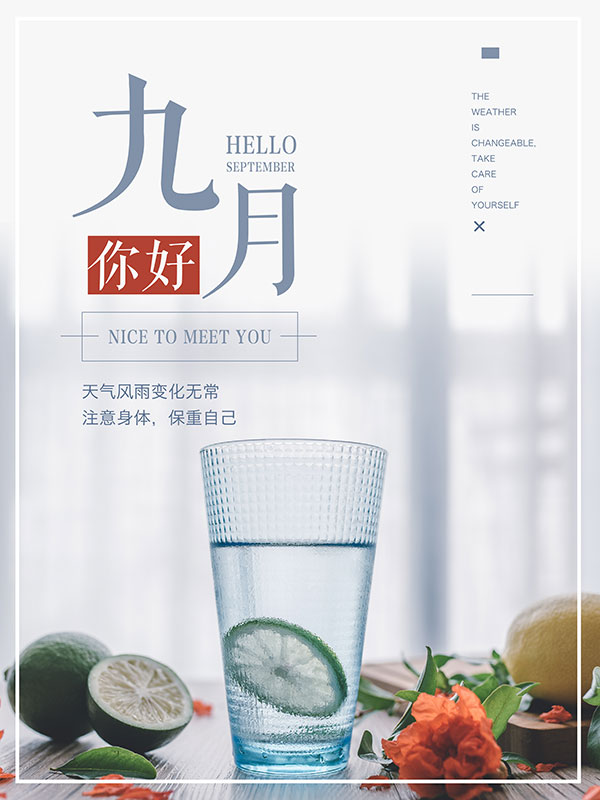 九月
HELLO
SEPTEMBER
你好
NICE TO MEET YOU
天气风雨变化无常
注意身体，保重自己
THE
WEATHER
IS
CHANGEABLE,
TAKE
CARE
OF
YOURSELF